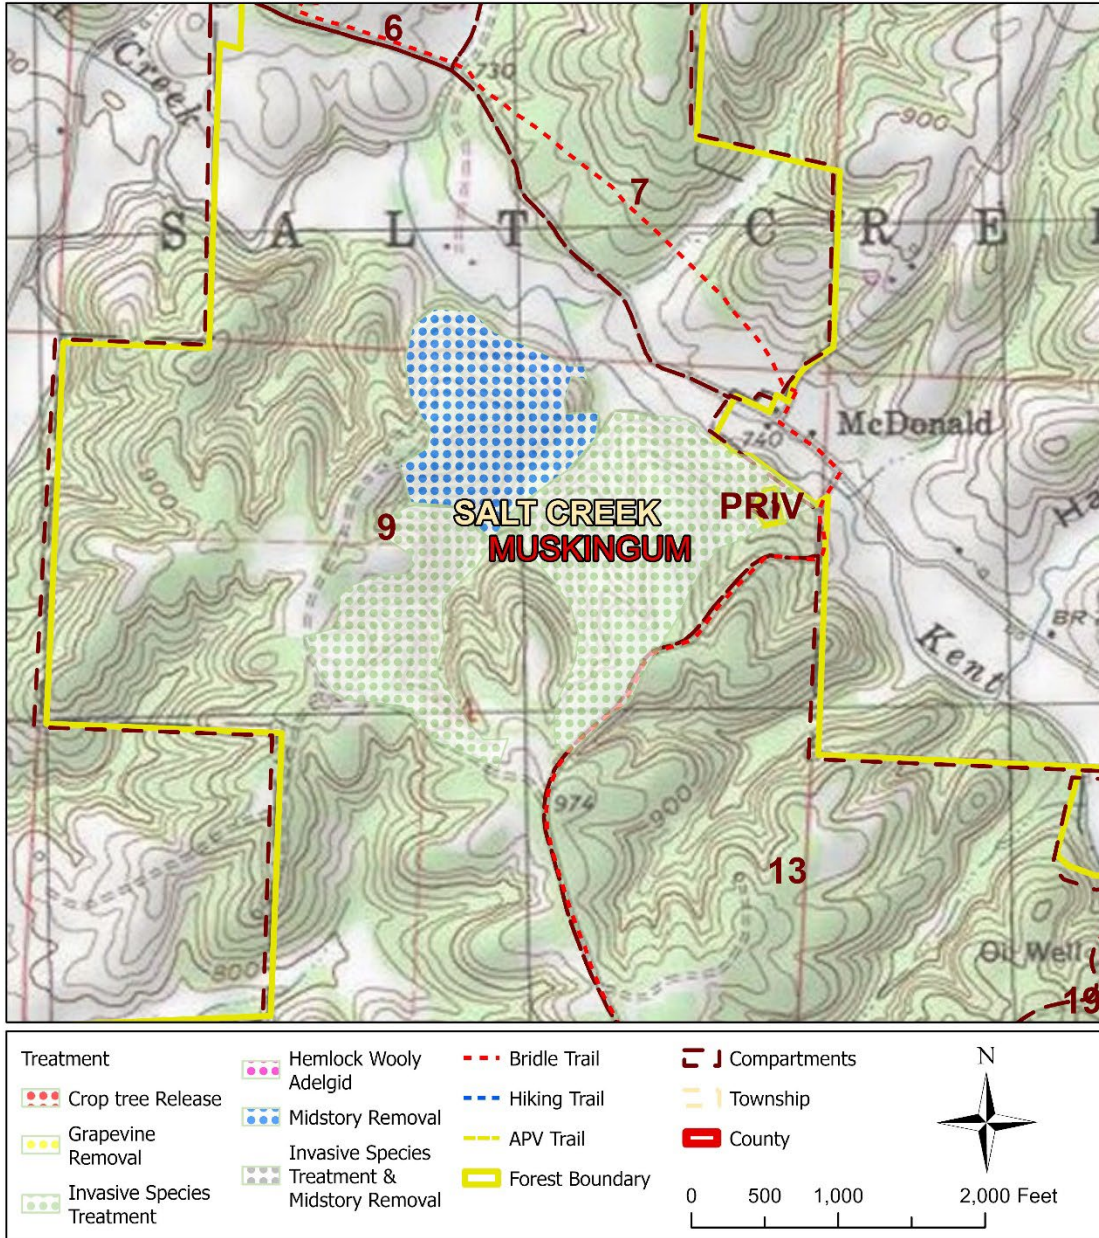 6
730
Creek
900
7
S A L T C R E E
McDonald
740
900
9
SALT CREEK
PRIV
MUSKINGUM
Kent
BR
974
900
13
800
Oil Well
19
Treatment
Crop tree Release
Grapevine
Removal
Invasive Species
Treatment
Hemlock Wooly
Adelgid
Midstory Removal
Invasive Species
Treatment &
Midstory Removal
Bridle Trail
Hiking Trail
APV Trail
Forest Boundary
Compartments
Township
County
N
0 500 1,000 2,000 Feet